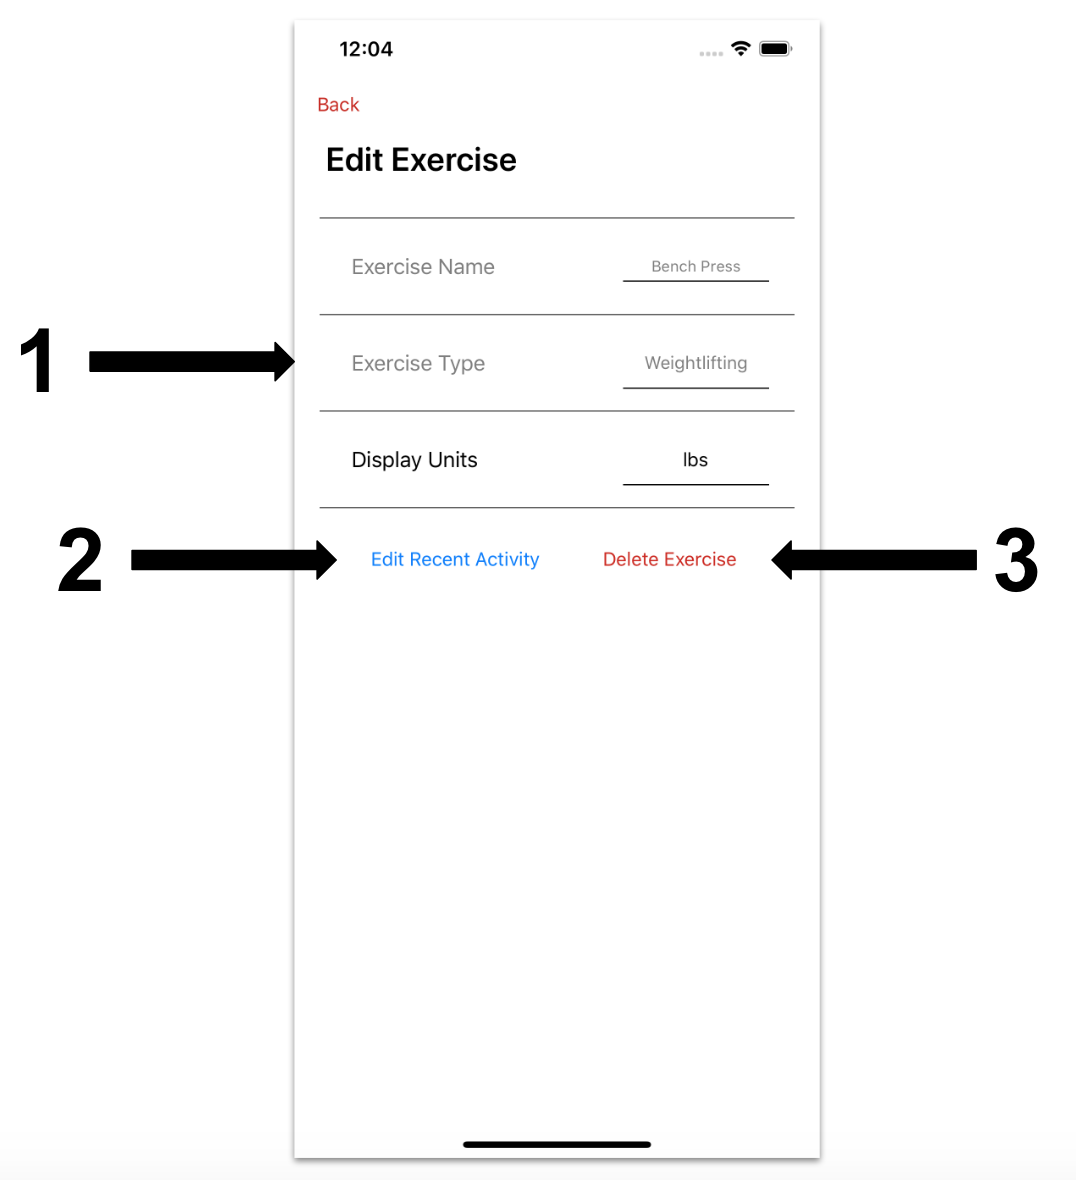 12:04
Back
Edit Exercise
Exercise Name Bench Press
1
Exercise Type Weightlifting
Display Units lbs
2 Edit Recent Activity Delete Exercise 3